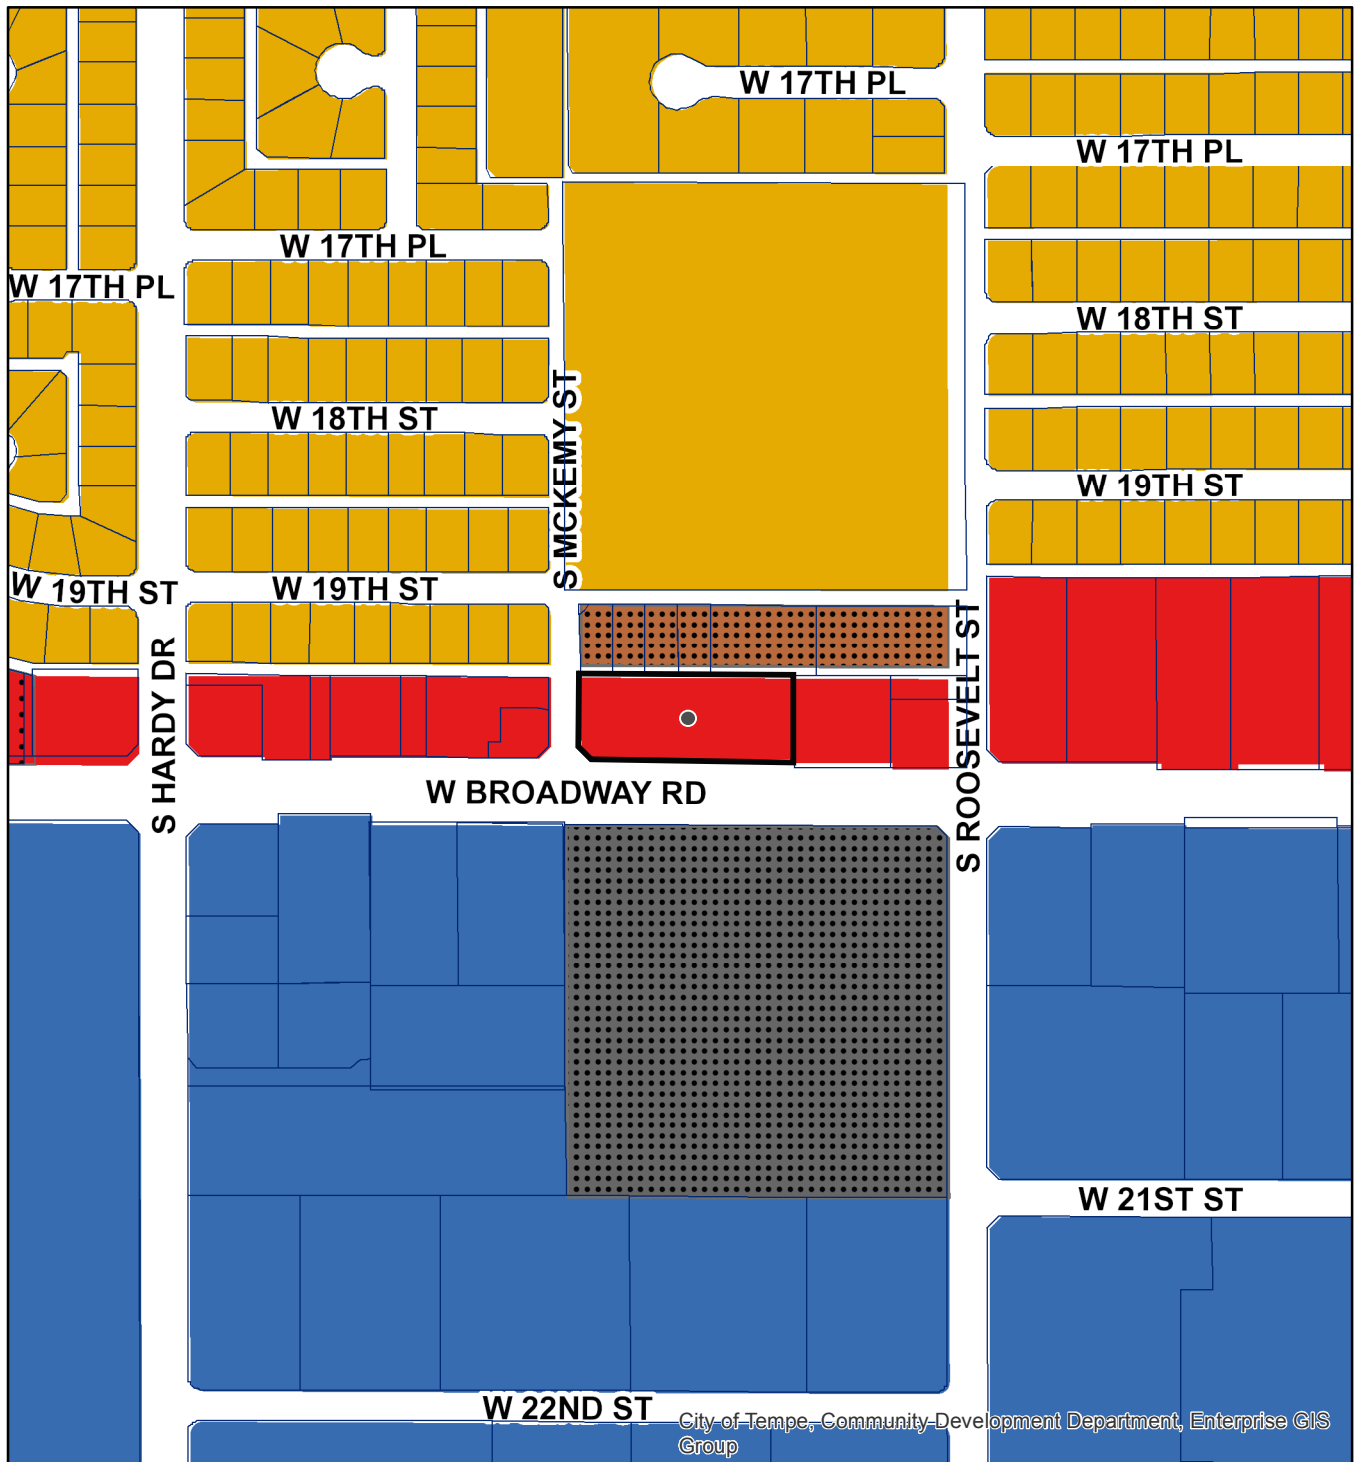 W 17TH PL
W 17TH PL
W 17TH PL
W 17TH PL
W 18TH ST
W 18TH ST
S MCKEMY ST
W 19TH ST
W 19TH ST
W 19TH ST
S HARDY DR
S ROOSEVELT ST
W BROADWAY RD
W 21ST ST
W 22ND ST
City of Tempe, Community Development Department, Enterprise GIS
Group